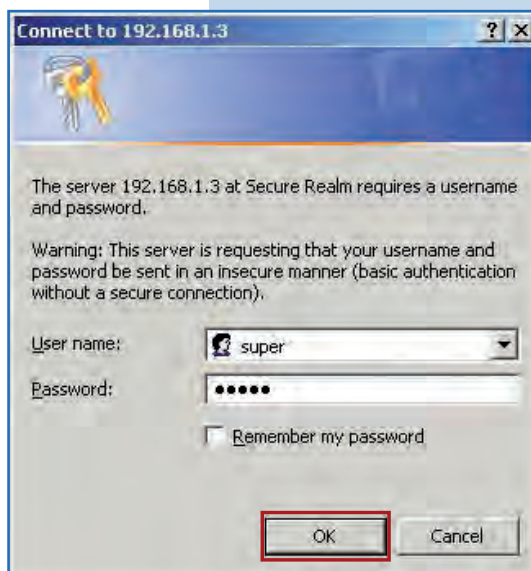 Connect to 192.168.1.3
The server 192.168.1.3 at Secure Realm requires a username
and password.
Warning: This server is requesting that your username and
password be sent in an insecure manner (basic authentication
without a secure connection).
User name:
super
Password:
•••••
Remember my password
OK
Cancel